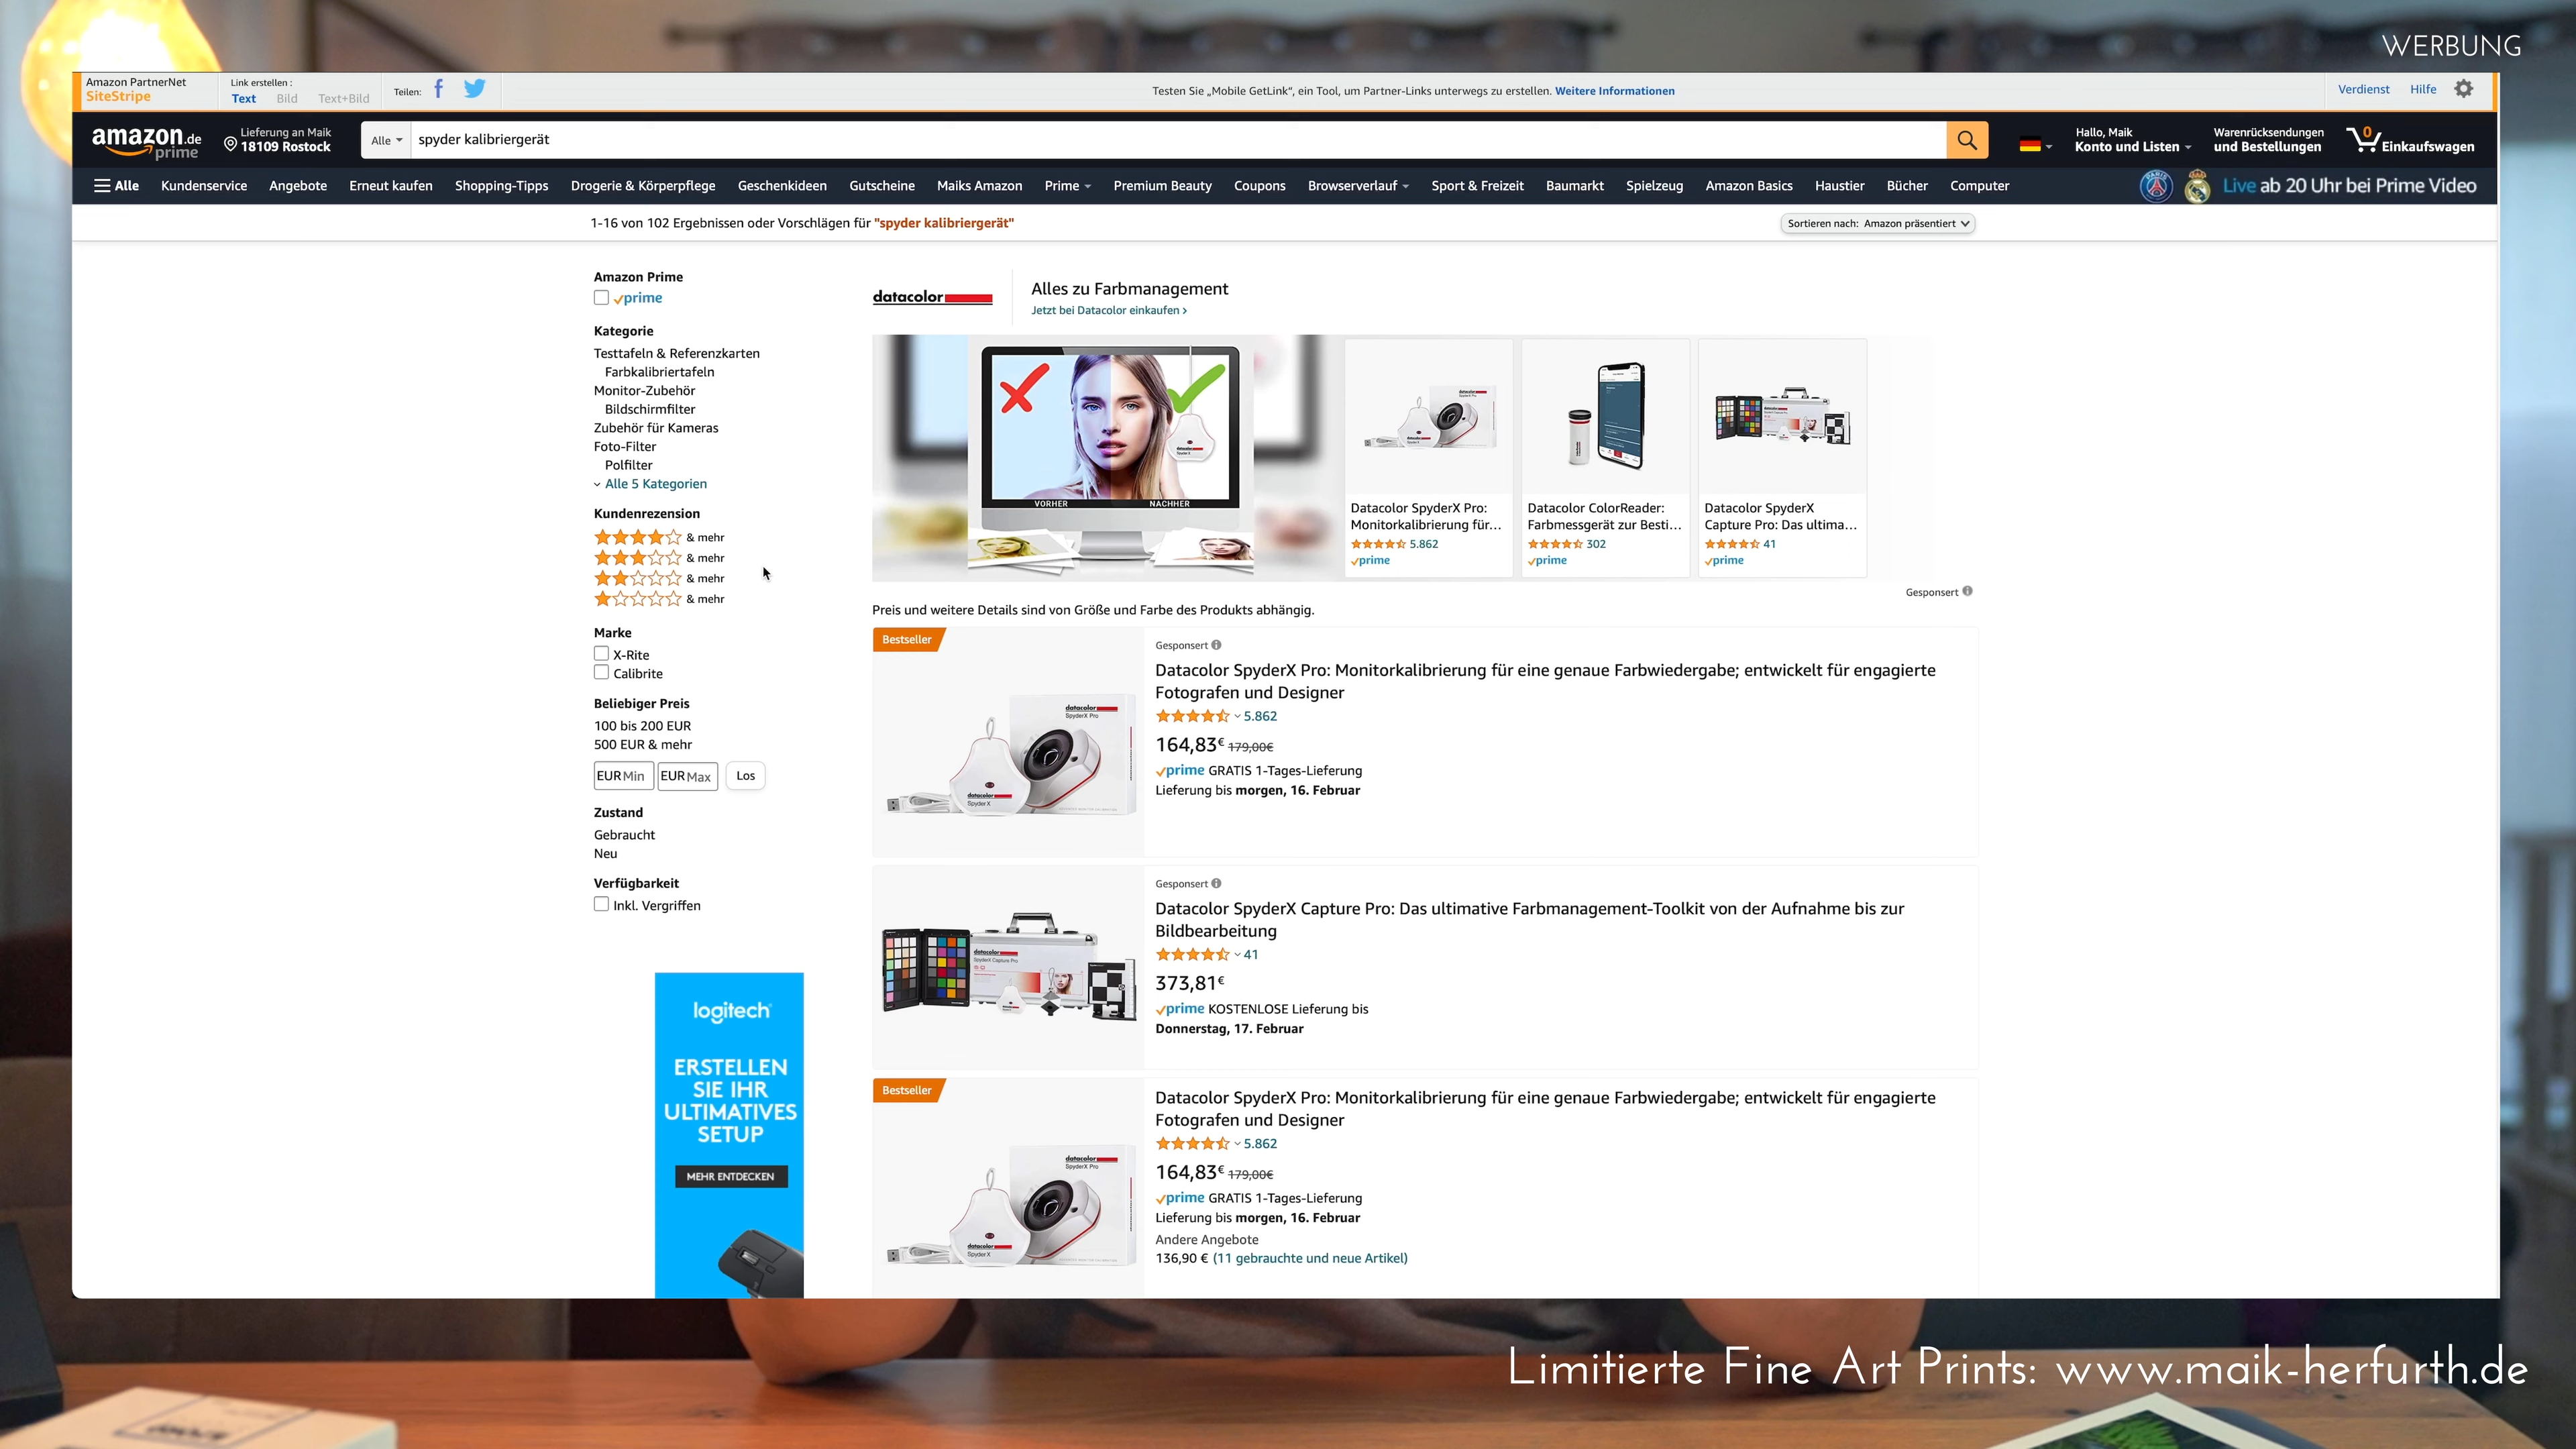 WERBUNG
Amazon PartnerNet
SiteStripe
Link erstellen :
Text Bild Text+Bild
Teilen:
Testen Sie „Mobile GetLink“, ein Tool, um Partner-Links unterwegs zu erstellen. Weitere Informationen
Verdienst Hilfe
amazon.de
prime
Lieferung an Maik
18109 Rostock
Alle
spyder kalibriergerät
Hallo, Maik
Konto und Listen
Warenrücksendungen
und Bestellungen
0
Einkaufswagen
Alle Kundenservice Angebote Erneut kaufen Shopping-Tipps Drogerie & Körperpflege Geschenkideen Gutscheine Maiks Amazon Prime Premium Beauty Coupons Browserverlauf Sport & Freizeit Baumarkt Spielzeug Amazon Basics Haustier Bücher Computer
Live ab 20 Uhr bei Prime Video
1-16 von 102 Ergebnissen oder Vorschlägen für "spyder kalibriergerät"
Sortieren nach: Amazon präsentiert
Amazon Prime
prime
Kategorie
Testtafeln & Referenzkarten
Farbkalibriertafeln
Monitor-Zubehör
Bildschirmfilter
Zubehör für Kameras
Foto-Filter
Polfilter
Alle 5 Kategorien
Kundenrezension
& mehr
& mehr
& mehr
& mehr
Marke
X-Rite
Calibrite
Beliebiger Preis
100 bis 200 EUR
500 EUR & mehr
EUR Min EUR Max Los
Zustand
Gebraucht
Neu
Verfügbarkeit
Inkl. Vergriffen
logitech
ERSTELLEN
SIE IHR
ULTIMATIVES
SETUP
MEHR ENTDECKEN
datacolor
Alles zu Farbmanagement
Jetzt bei Datacolor einkaufen ›
VORHER NACHHER
Datacolor SpyderX Pro:
Monitorkalibrierung für...
5.862
prime
Datacolor ColorReader:
Farbmessgerät zur Besti...
302
prime
Datacolor SpyderX
Capture Pro: Das ultima...
41
prime
Gesponsert
Preis und weitere Details sind von Größe und Farbe des Produkts abhängig.
Bestseller
datacolor
SpyderX Pro
datacolor
Spyder X
Gesponsert
Datacolor SpyderX Pro: Monitorkalibrierung für eine genaue Farbwiedergabe; entwickelt für engagierte
Fotografen und Designer
5.862
164,83€ 179,00€
prime GRATIS 1-Tages-Lieferung
Lieferung bis morgen, 16. Februar
datacolor
SpyderX Capture Pro
Gesponsert
Datacolor SpyderX Capture Pro: Das ultimative Farbmanagement-Toolkit von der Aufnahme bis zur
Bildbearbeitung
41
373,81€
prime KOSTENLOSE Lieferung bis
Donnerstag, 17. Februar
Bestseller
datacolor
SpyderX Pro
datacolor
Spyder X
Datacolor SpyderX Pro: Monitorkalibrierung für eine genaue Farbwiedergabe; entwickelt für engagierte
Fotografen und Designer
5.862
164,83€ 179,00€
prime GRATIS 1-Tages-Lieferung
Lieferung bis morgen, 16. Februar
Andere Angebote
136,90 € (11 gebrauchte und neue Artikel)
Limitierte Fine Art Prints: www.maik-herfurth.de